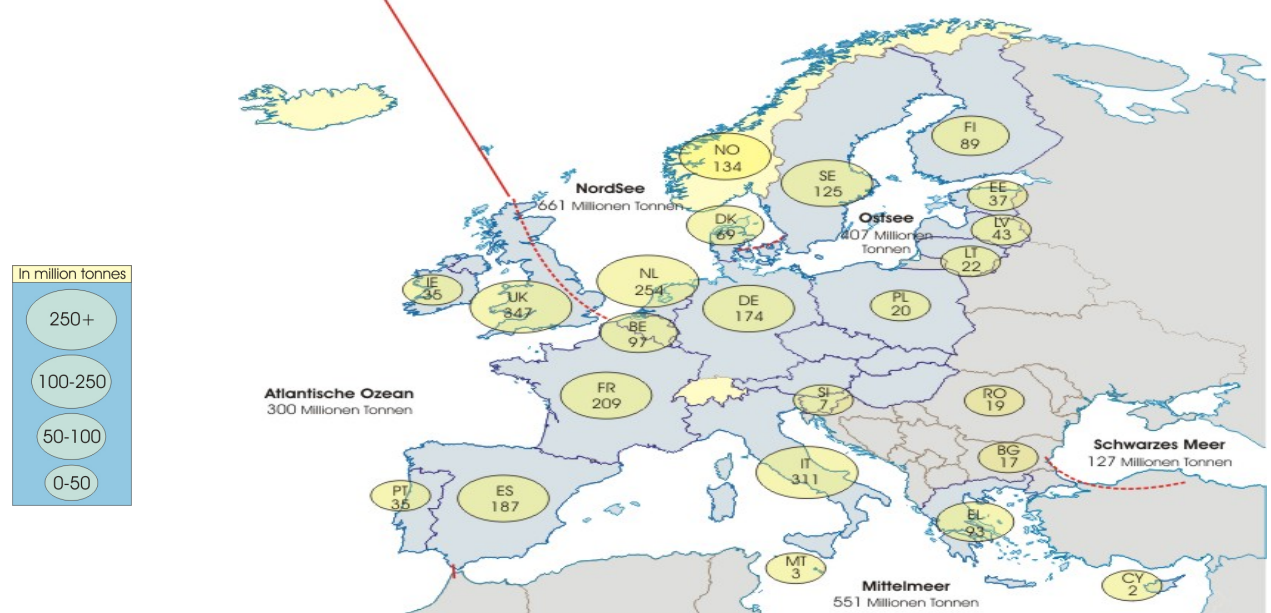 In million tonnes
250+
100-250
50-100
0-50
NO
134
FI
89
SE
125
NordSee
661 Millionen Tonnen
DK
69
EE
37
LV
43
Ostsee
407 Millionen
Tonnen
LT
22
IE
35
UK
347
NL
254
DE
174
PL
20
BE
97
Atlantische Ozean
300 Millionen Tonnen
FR
209
SI
7
RO
19
Schwarzes Meer
127 Millionen Tonnen
BG
17
PT
35
ES
187
IT
311
EL
93
MT
3
Mittelmeer
551 Millionen Tonnen
CY
2